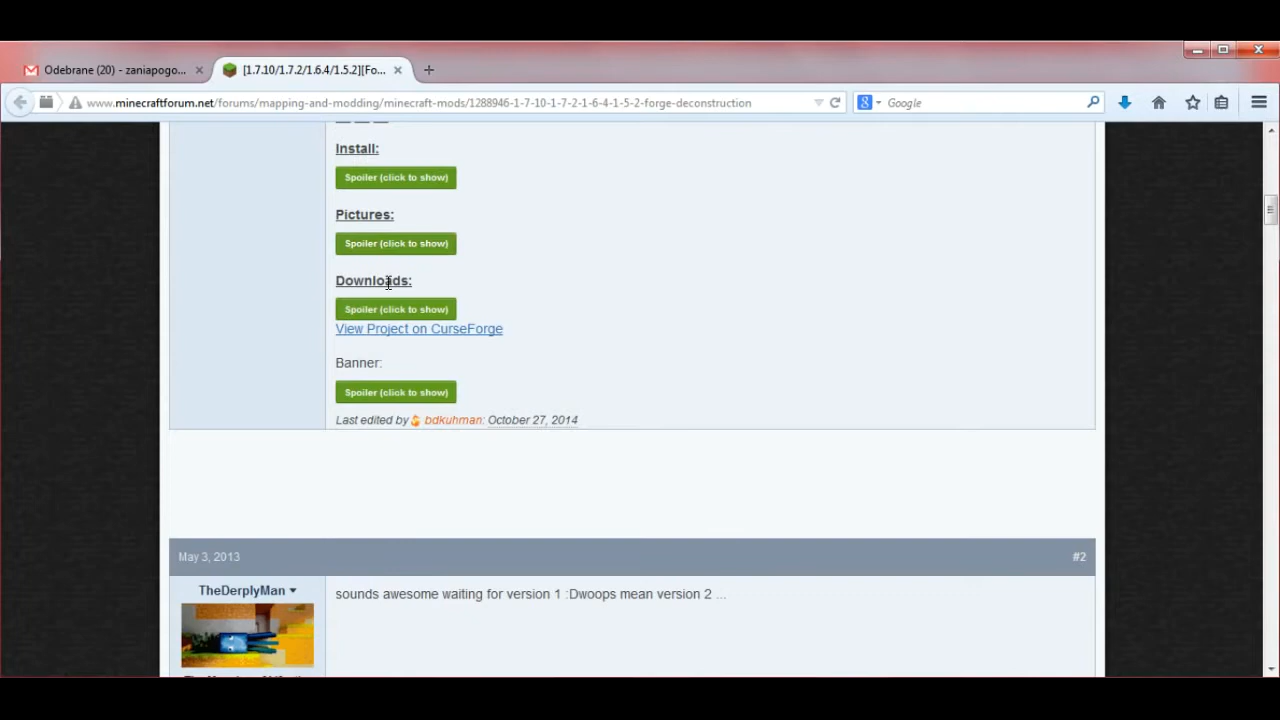 Odebrane (20) - zaniapogo...
[1.7.10/1.7.2/1.6.4/1.5.2][Fo...
www.minecraftforum.net/forums/mapping-and-modding/minecraft-mods/1288946-1-7-10-1-7-2-1-6-4-1-5-2-forge-deconstruction
Google
Install:
Spoiler (click to show)
Pictures:
Spoiler (click to show)
Downloads:
Spoiler (click to show)
View Project on CurseForge
Banner:
Spoiler (click to show)
Last edited by bdkuhman: October 27, 2014
May 3, 2013
#2
TheDerplyMan
sounds awesome waiting for version 1 :Dwoops mean version 2 ...